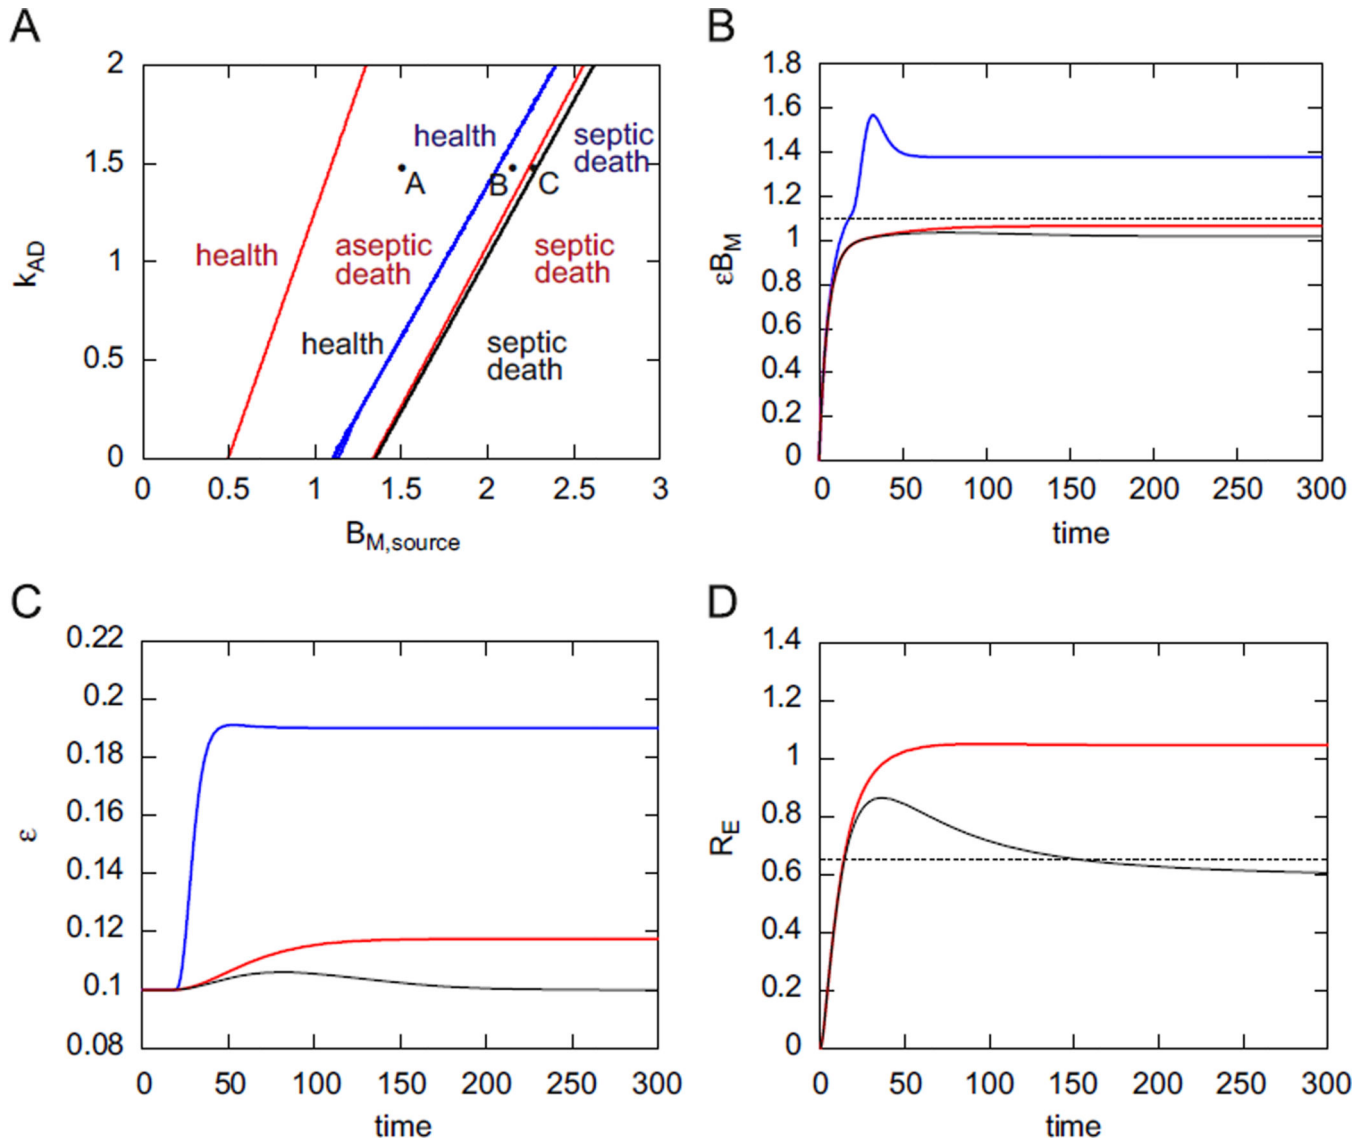 A
2
1.5
1
0.5
0
k_AD
health
septic
death
A
B
C
health
aseptic
death
septic
death
health
septic
death
0 0.5 1 1.5 2 2.5 3
B_M,source
B
1.8
1.6
1.4
1.2
1
0.8
0.6
0.4
0.2
0
εB_M
0 50 100 150 200 250 300
time
C
0.22
0.2
0.18
0.16
0.14
0.12
0.1
0.08
ε
0 50 100 150 200 250 300
time
D
1.4
1.2
1
0.8
0.6
0.4
0.2
0
R_E
0 50 100 150 200 250 300
time